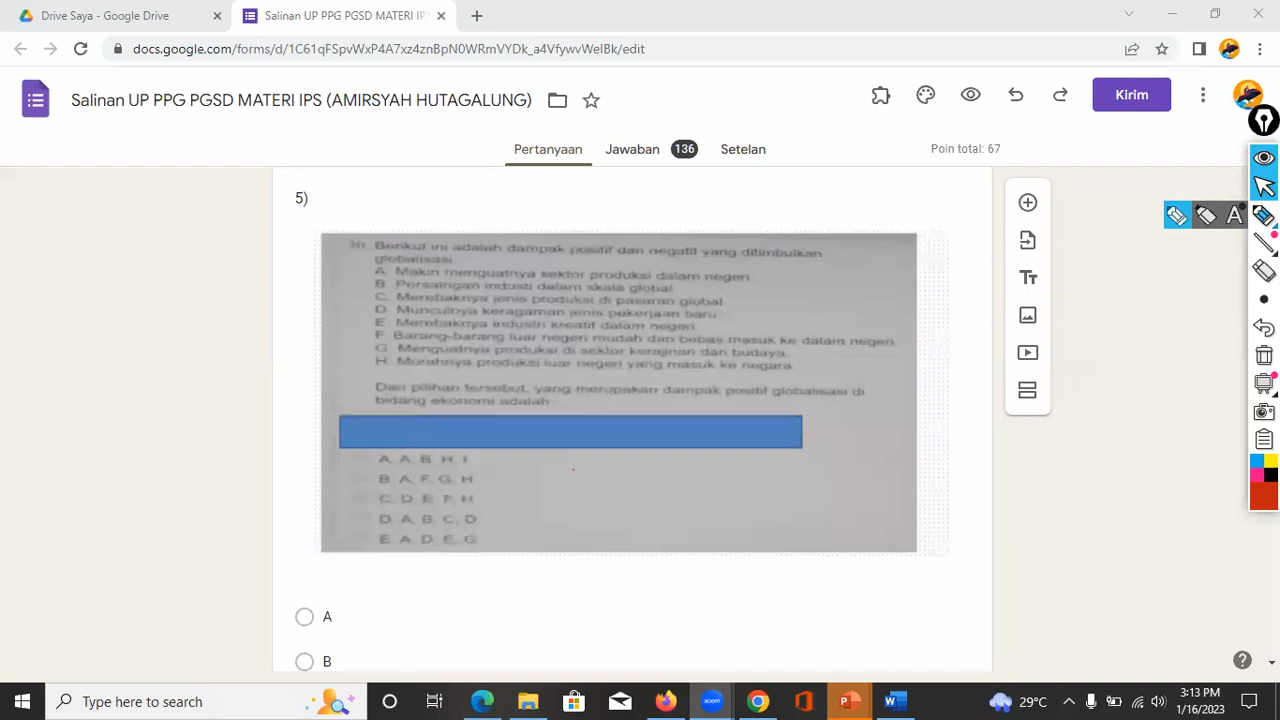 Drive Saya - Google Drive
Salinan UP PPG PGSD MATERI IPS
docs.google.com/forms/d/1C61qFSpvWxP4A7xz4znBpN0WRmVYDk_a4VfywvWelBk/edit
Salinan UP PPG PGSD MATERI IPS (AMIRSYAH HUTAGALUNG)
Kirim
Pertanyaan Jawaban 136 Setelan
Poin total: 67
5)
30. Berikut ini adalah dampak positif dan negatif yang ditimbulkan
globalisasi.
A. Makin menguatnya sektor produksi dalam negeri
B. Persaingan industi dalam skala global
C. Merebaknya jenis produksi di pasaran global
D. Munculnya keragaman jenis pekerjaan baru
E. Merebaknya industri kreatif dalam negeri
F. Barang-barang luar negeri mudah dan bebas masuk ke dalam negeri
G. Menguatnya produksi di sektor kerajinan dan budaya.
H. Murahnya produksi luar negeri yang masuk ke negara.
Dari pilihan tersebut, yang merupakan dampak positif globalisasi di
bidang ekonomi adalah
A. A. B. H. I
B. A, F, G, H
C. D. E. F. H
D. A, B, C, D
E. A. D. E. G
A
B
A
Type here to search
29°C
3:13 PM
1/16/2023